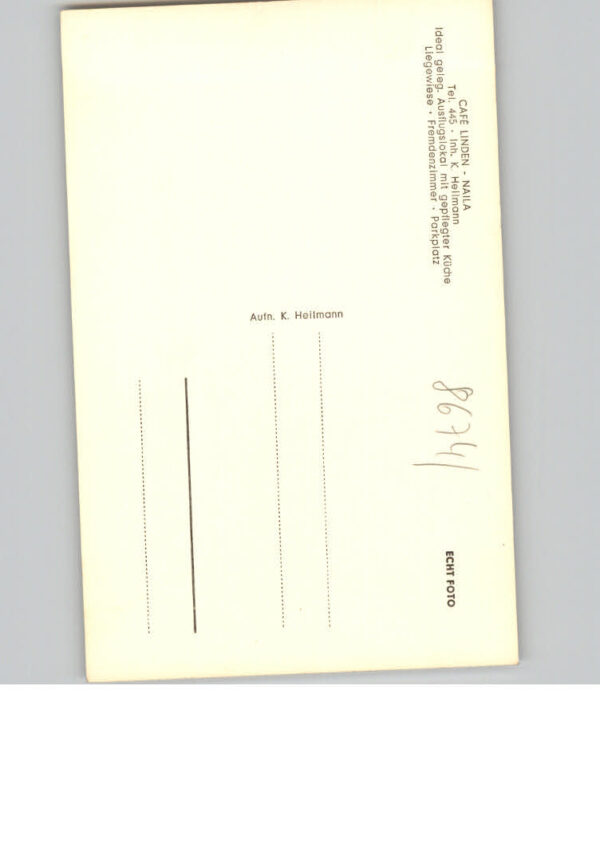 CAFÉ LINDEN - NAILA
Tel. 445 · Inh. K. Heilmann
Ideal geleg. Ausflugslokal mit gepflegter Küche
Liegewiese · Fremdenzimmer · Parkplatz
Aufn. K. Heilmann
8674/
ECHT FOTO